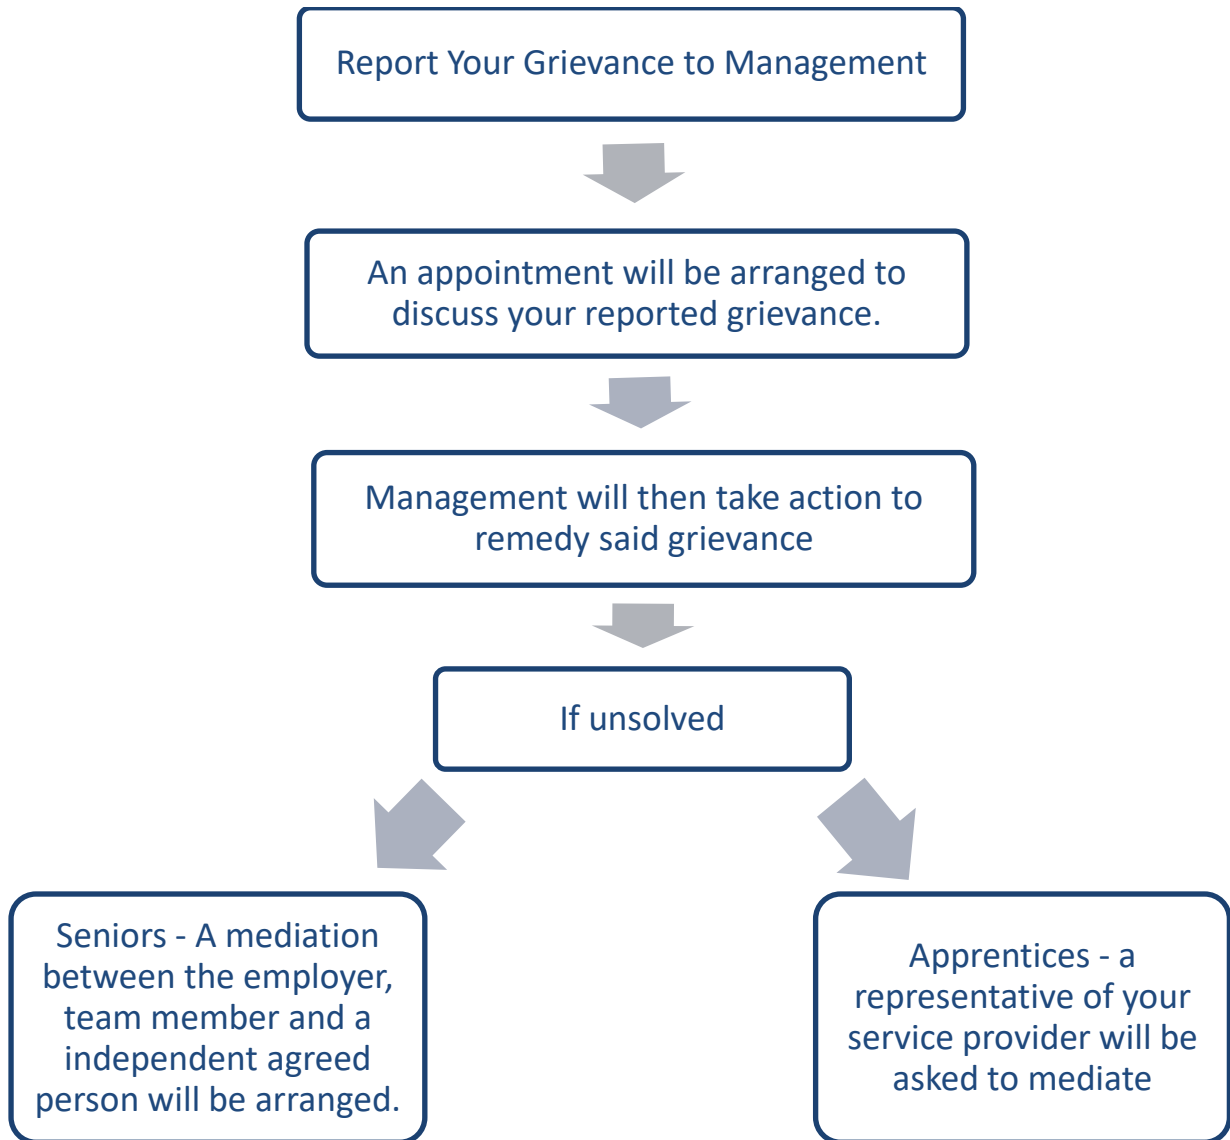 Report Your Grievance to Management
An appointment will be arranged to
discuss your reported grievance.
Management will then take action to
remedy said grievance
If unsolved
Seniors - A mediation
between the employer,
team member and a
independent agreed
person will be arranged.
Apprentices - a
representative of your
service provider will be
asked to mediate